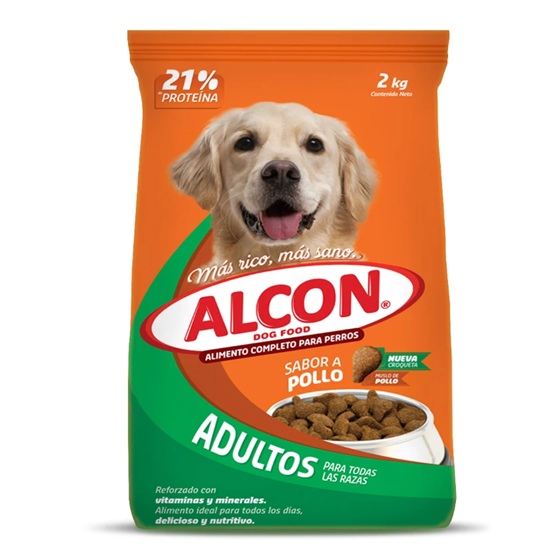 21%
DE PROTEÍNA
2 kg
Contenido Neto
Más rico, más sano...
ALCON®
DOG FOOD
ALIMENTO COMPLETO PARA PERROS
SABOR A
POLLO
NUEVA
CROQUETA
MUSLO DE
POLLO
ADULTOS
PARA TODAS
LAS RAZAS
Reforzado con
vitaminas y minerales.
Alimento ideal para todos los días,
delicioso y nutritivo.